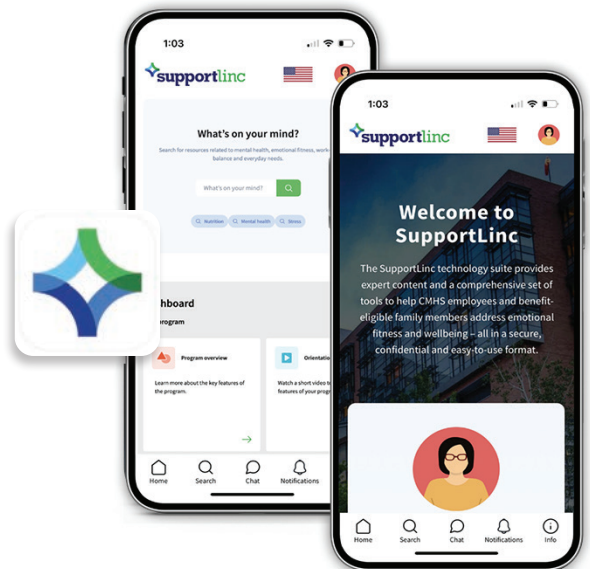 1:03
supportlinc
What's on your mind?
Search for resources related to mental health, emotional fitness, work-
balance and everyday needs.
What's on your mind?
Nutrition
Mental health
Stress
hboard
program
Program overview
Learn more about the key features of
the program.
Orientatio
Watch a short video t
features of your prog
Home
Search
Chat
Notifications
1:03
supportlinc
Welcome to
SupportLinc
The SupportLinc technology suite provides
expert content and a comprehensive set of
tools to help CMHS employees and benefit-
eligible family members address emotional
fitness and wellbeing – all in a secure,
confidential and easy-to-use format.
Home
Search
Chat
Notifications
Info